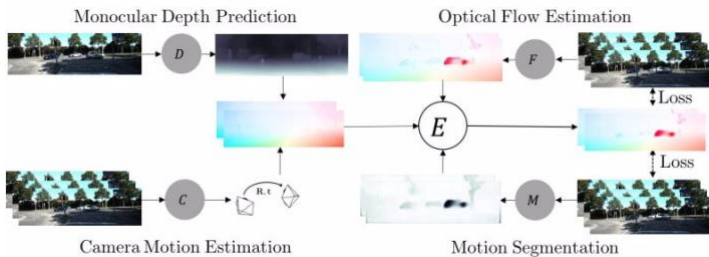 Monocular Depth Prediction
Optical Flow Estimation
D
F
Loss
E
Loss
R, t
C
M
Camera Motion Estimation
Motion Segmentation